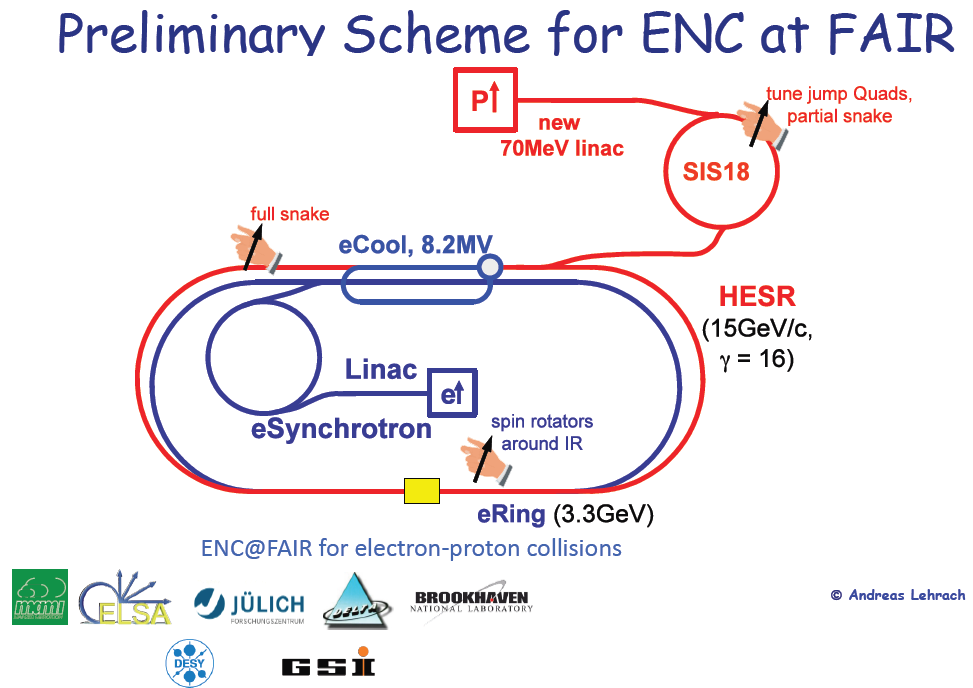 Preliminary Scheme for ENC at FAIR
P
new
70MeV linac
tune jump Quads,
partial snake
SIS18
full snake
eCool, 8.2MV
HESR
(15GeV/c,
γ = 16)
Linac
e
eSynchrotron
spin rotators
around IR
eRing (3.3GeV)
ENC@FAIR for electron-proton collisions
ELSA
JÜLICH
FORSCHUNGSZENTRUM
DELTA
BROOKHAVEN
NATIONAL LABORATORY
© Andreas Lehrach
DESY
GSI